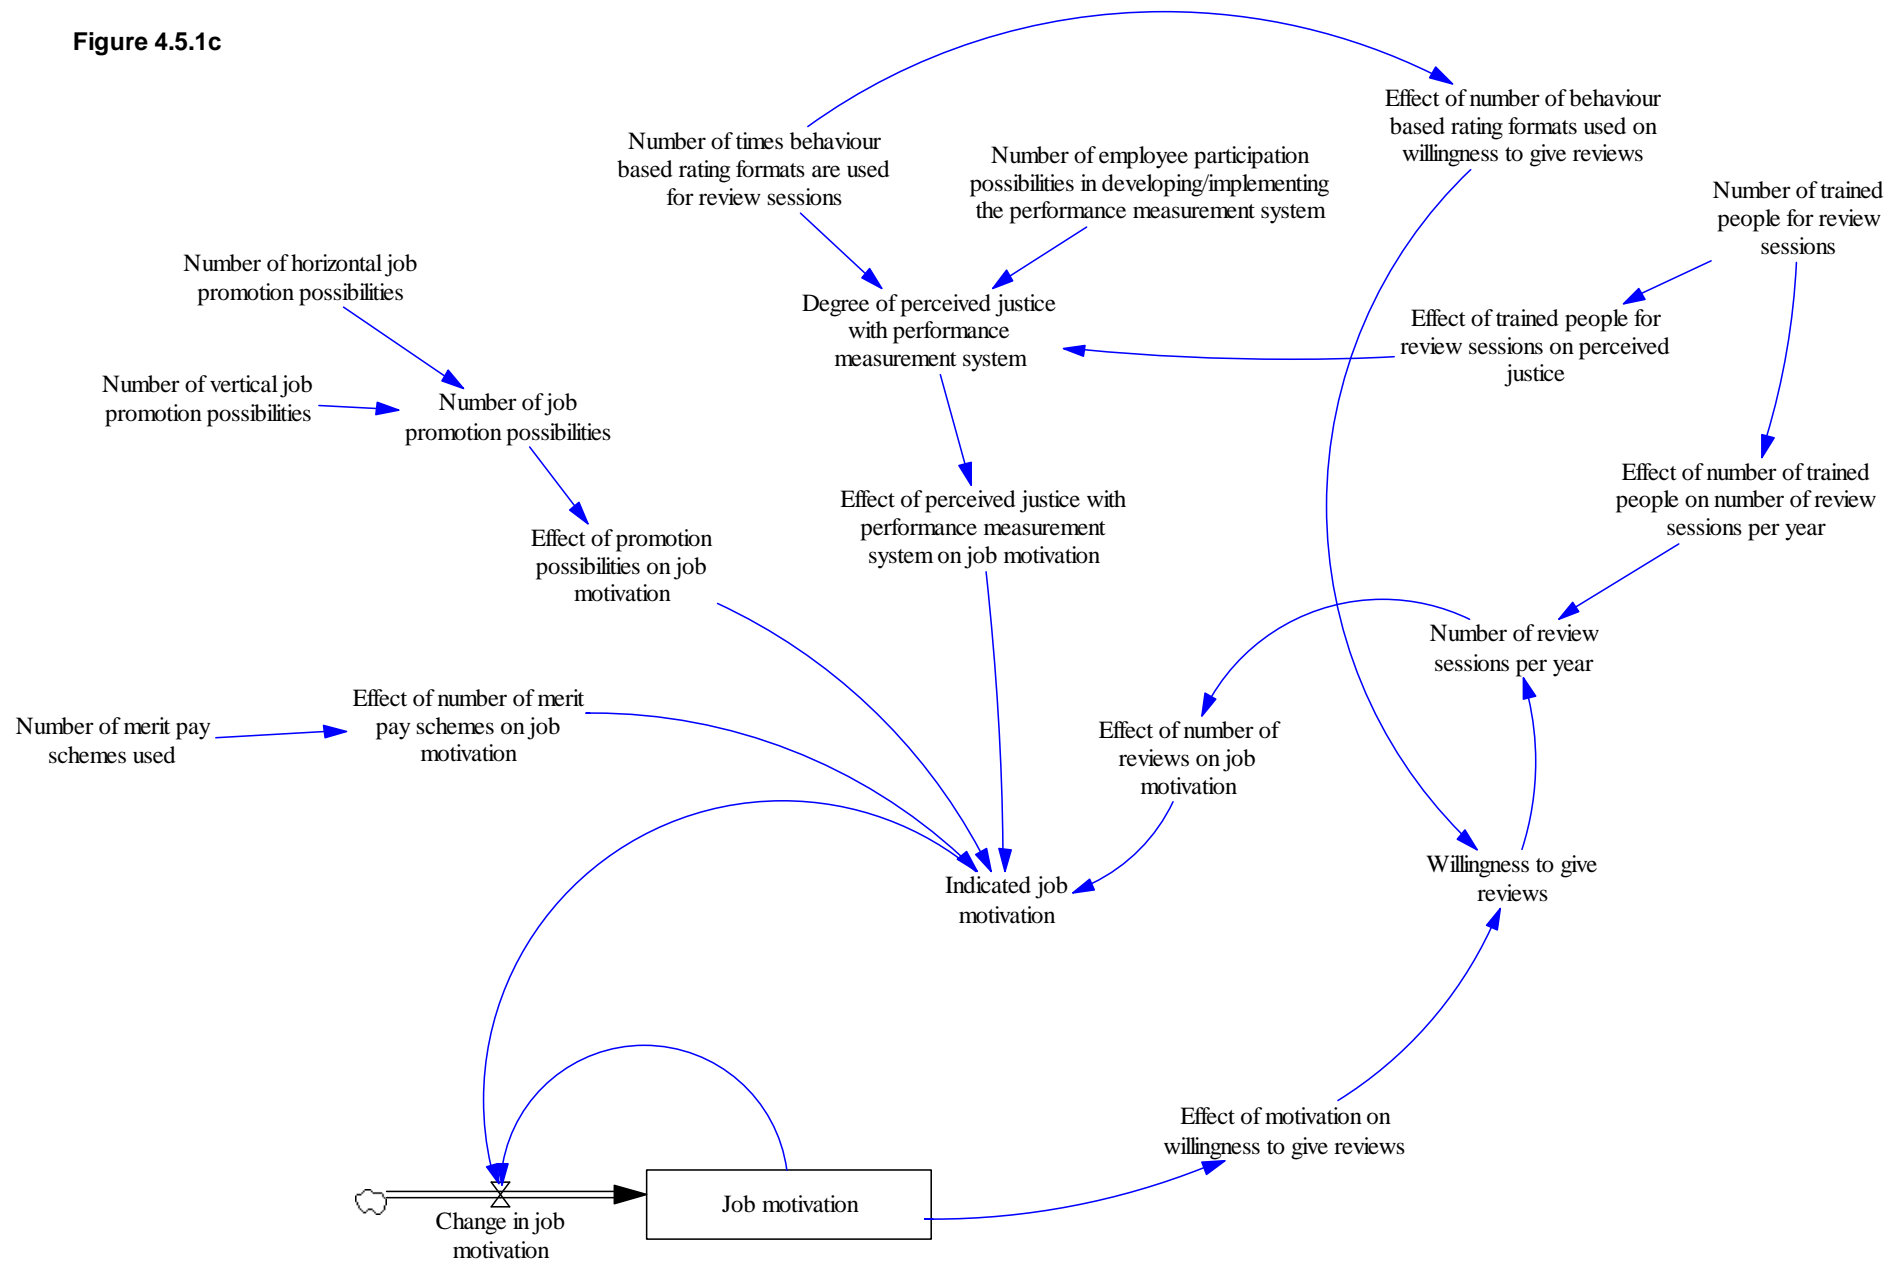 Figure 4.5.1c
Effect of number of behaviour
based rating formats used on
willingness to give reviews
Number of times behaviour
based rating formats are used
for review sessions
Number of employee participation
possibilities in developing/implementing
the performance measurement system
Number of trained
people for review
sessions
Number of horizontal job
promotion possibilities
Degree of perceived justice
with performance
measurement system
Effect of trained people for
review sessions on perceived
justice
Number of vertical job
promotion possibilities
Number of job
promotion possibilities
Effect of number of trained
people on number of review
sessions per year
Effect of perceived justice with
performance measurement
system on job motivation
Effect of promotion
possibilities on job
motivation
Number of review
sessions per year
Effect of number of merit
pay schemes on job
motivation
Number of merit pay
schemes used
Effect of number of
reviews on job
motivation
Willingness to give
reviews
Indicated job
motivation
Effect of motivation on
willingness to give reviews
Job motivation
Change in job
motivation